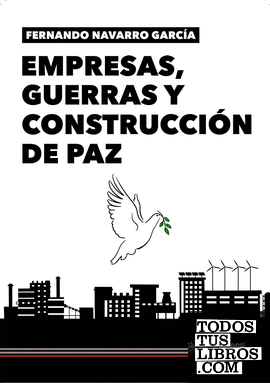 FERNANDO NAVARRO GARCÍA
EMPRESAS,
GUERRAS Y
CONSTRUCCIÓN
DE PAZ
TODOS
TUS
LIBROS
.COM